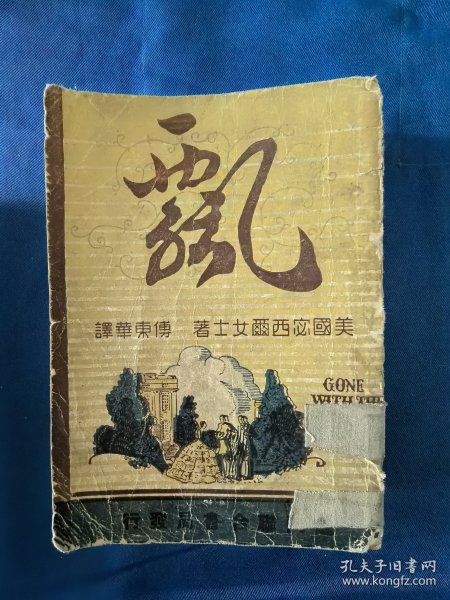 飄
美國宓西爾女士著 傅東華譯
GONE
WITH THE
聯合書局發行
孔夫子旧书网
www.kongfz.com